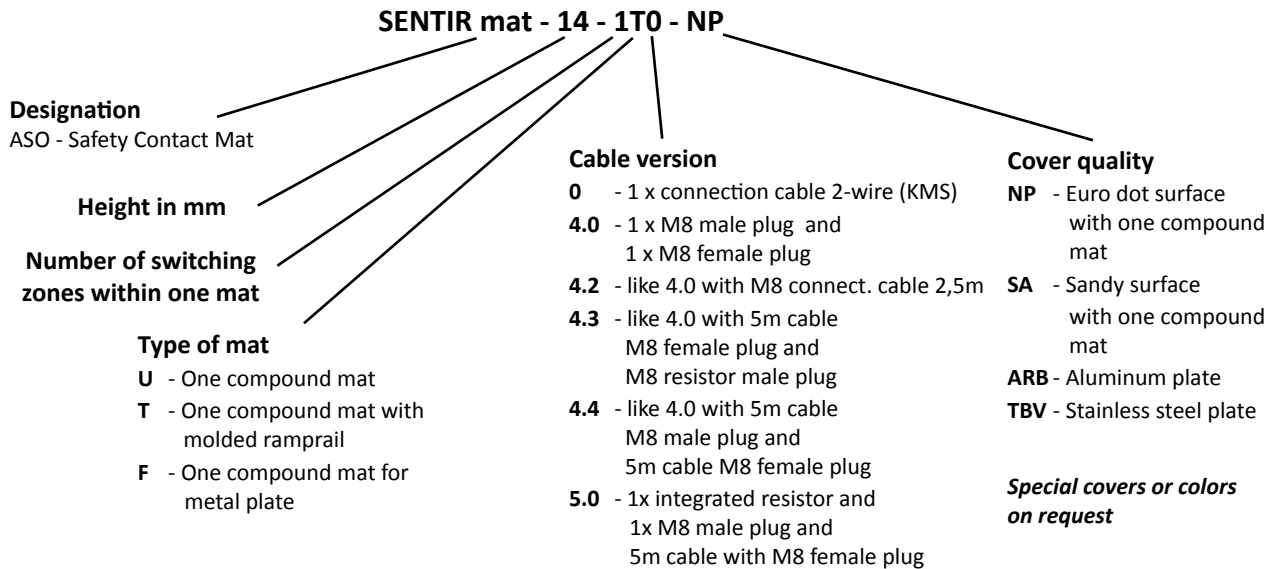 SENTIR mat - 14 - 1T0 - NP
Designation
ASO - Safety Contact Mat
Height in mm
Number of switching
zones within one mat
Type of mat
U - One compound mat
T - One compound mat with
molded ramprail
F - One compound mat for
metal plate
Cable version
0 - 1 x connection cable 2-wire (KMS)
4.0 - 1 x M8 male plug and
1 x M8 female plug
4.2 - like 4.0 with M8 connect. cable 2,5m
4.3 - like 4.0 with 5m cable
M8 female plug and
M8 resistor male plug
4.4 - like 4.0 with 5m cable
M8 male plug and
5m cable M8 female plug
5.0 - 1x integrated resistor and
1x M8 male plug and
5m cable with M8 female plug
Cover quality
NP - Euro dot surface
with one compound
mat
SA - Sandy surface
with one compound
mat
ARB - Aluminum plate
TBV - Stainless steel plate
Special covers or colors
on request